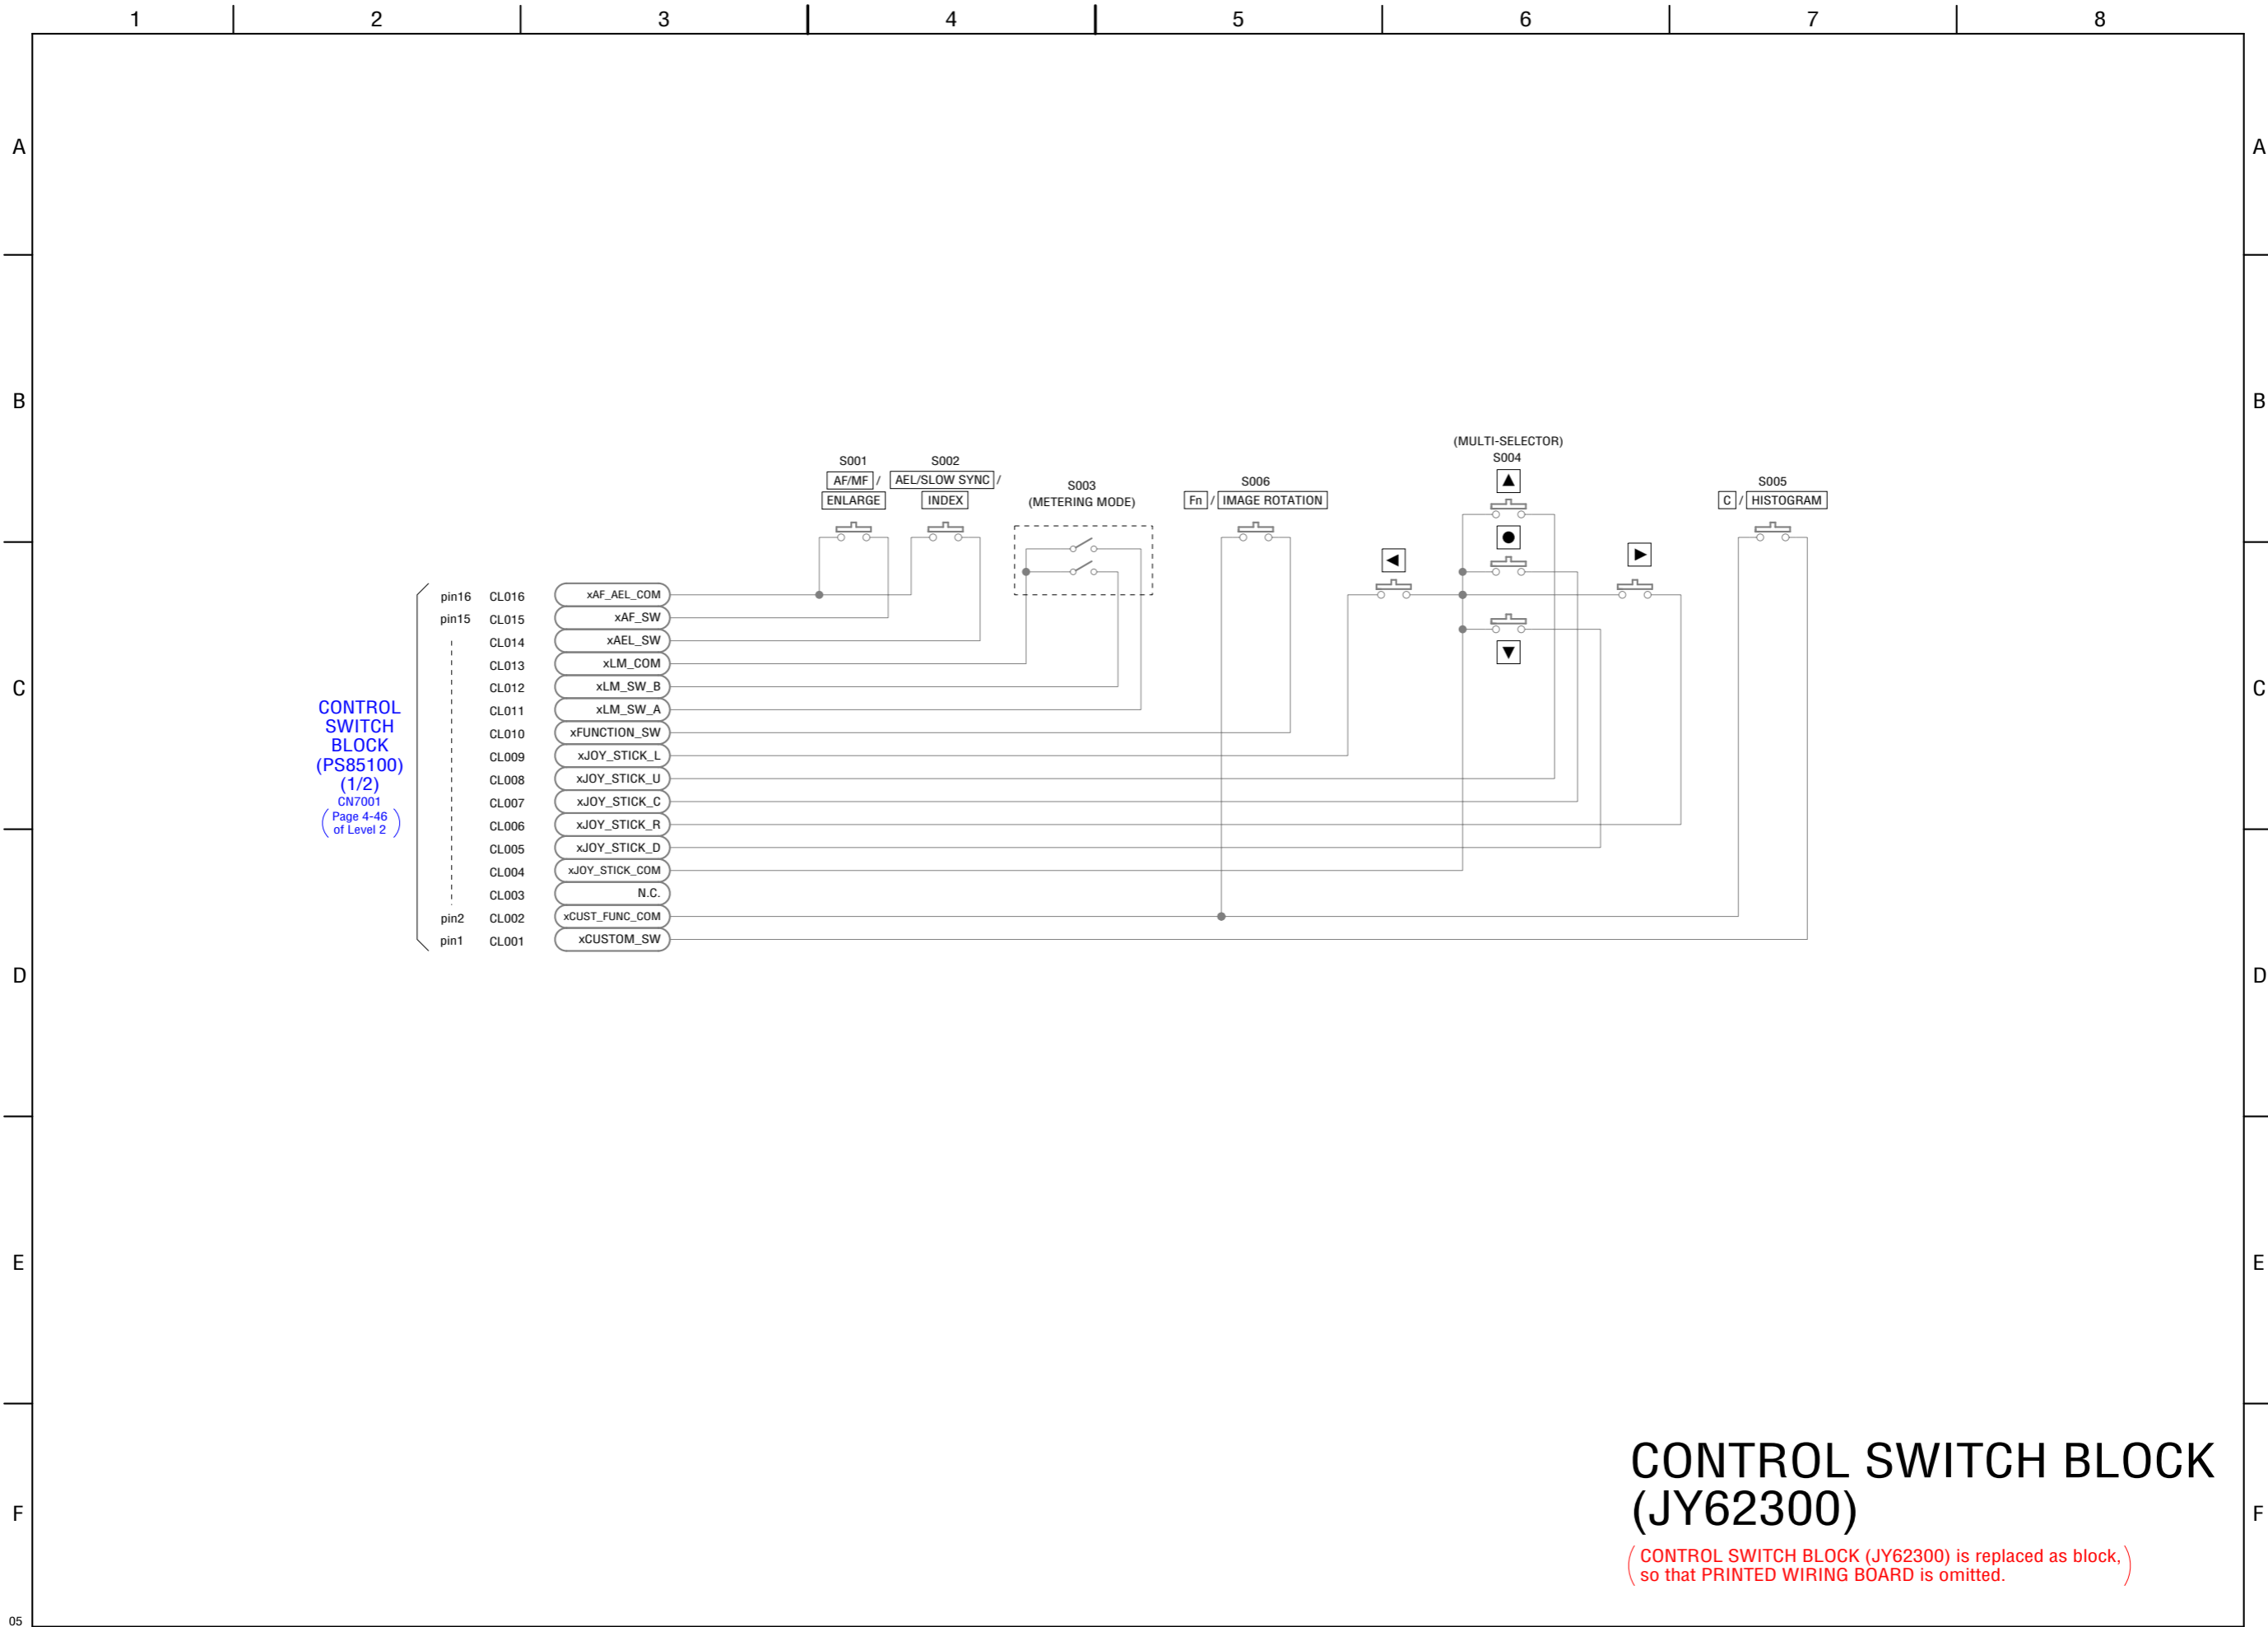 1 2 3 4 5 6 7 8
A A
B B
(MULTI-SELECTOR)
S001 S002 S004
AF/MF / AEL/SLOW SYNC / ▲
ENLARGE INDEX
S003
(METERING MODE)
S006
Fn / IMAGE ROTATION
S005
C / HISTOGRAM
●
◀ ▶
▼
pin16 CL016 xAF_AEL_COM
pin15 CL015 xAF_SW
CL014 xAEL_SW
CL013 xLM_COM
CL012 xLM_SW_B
CL011 xLM_SW_A
CL010 xFUNCTION_SW
CL009 xJOY_STICK_L
CL008 xJOY_STICK_U
CL007 xJOY_STICK_C
CL006 xJOY_STICK_R
CL005 xJOY_STICK_D
CL004 xJOY_STICK_COM
CL003 N.C.
pin2 CL002 xCUST_FUNC_COM
pin1 CL001 xCUSTOM_SW
C C
CONTROL
SWITCH
BLOCK
(PS85100)
(1/2)
CN7001
( Page 4-46
of Level 2 )
D D
E E
F F
CONTROL SWITCH BLOCK
(JY62300)
( CONTROL SWITCH BLOCK (JY62300) is replaced as block,
so that PRINTED WIRING BOARD is omitted. )
05